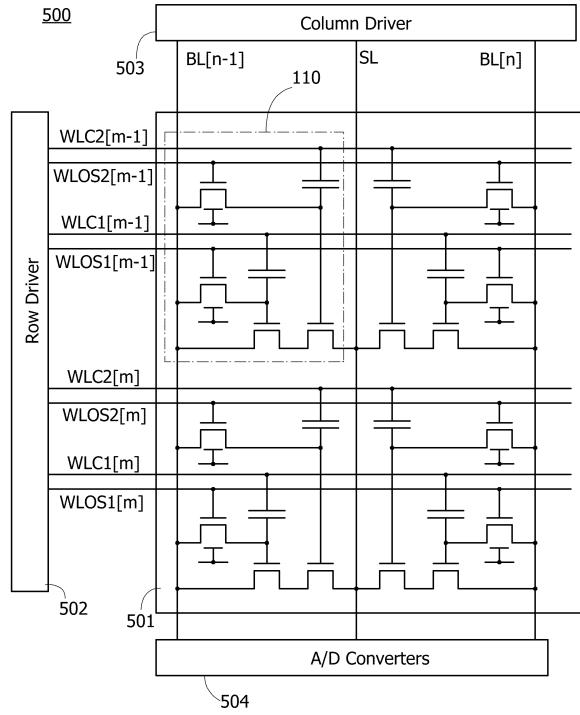 500
Column Driver
503
BL[n-1]
SL
BL[n]
110
WLC2[m-1]
WLOS2[m-1]
WLC1[m-1]
WLOS1[m-1]
Row Driver
WLC2[m]
WLOS2[m]
WLC1[m]
WLOS1[m]
502
501
A/D Converters
504